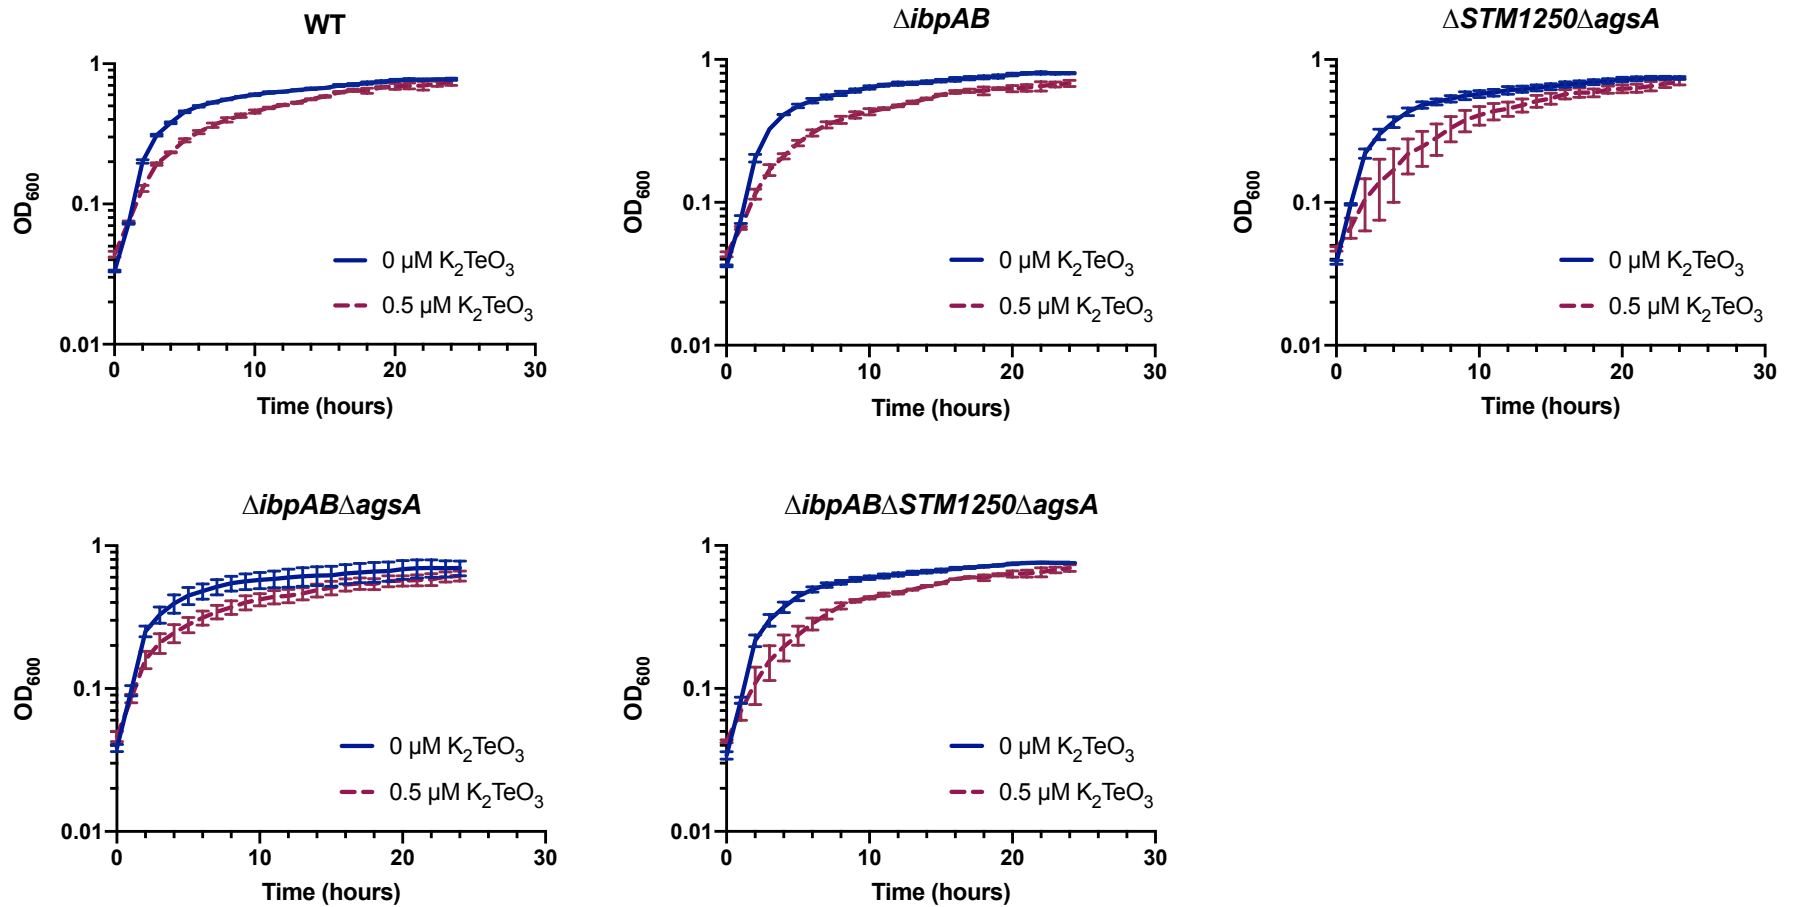 WT
1
0.1
0.01
OD600
0 µM K2TeO3
0.5 µM K2TeO3
0 10 20 30
Time (hours)
ΔibpAB
1
0.1
0.01
OD600
0 µM K2TeO3
0.5 µM K2TeO3
0 10 20 30
Time (hours)
ΔSTM1250ΔagsA
1
0.1
0.01
OD600
0 µM K2TeO3
0.5 µM K2TeO3
0 10 20 30
Time (hours)
ΔibpABΔagsA
1
0.1
0.01
OD600
0 µM K2TeO3
0.5 µM K2TeO3
0 10 20 30
Time (hours)
ΔibpABΔSTM1250ΔagsA
1
0.1
0.01
OD600
0 µM K2TeO3
0.5 µM K2TeO3
0 10 20 30
Time (hours)